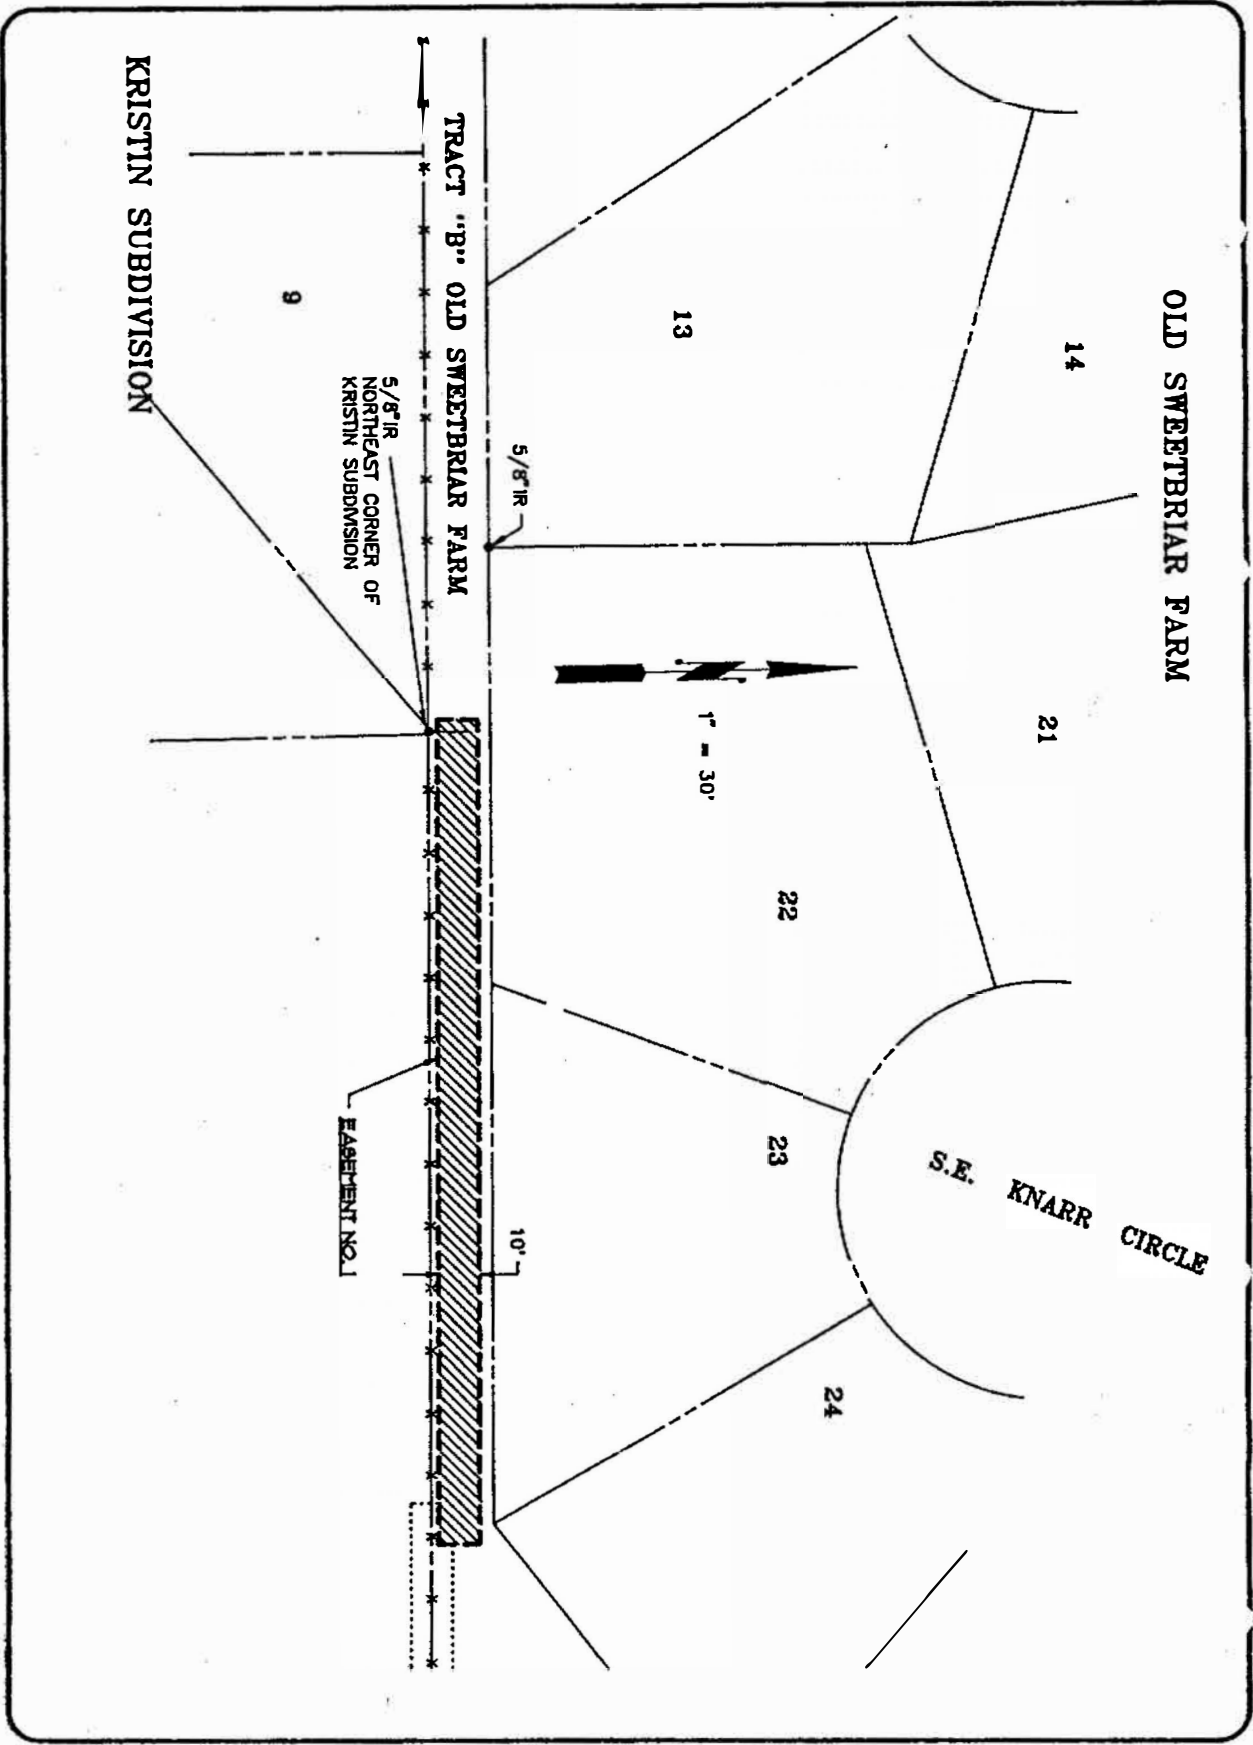 OLD SWEETBRIAR FARM
14
21
S.E. KNARR CIRCLE
13
22
23
24
1" = 30'
5/8"IR
10'
TRACT "B" OLD SWEETBRIAR FARM
5/8"IR
NORTHEAST CORNER OF
KRISTIN SUBDIVISION
EASEMENT NO. 1
9
KRISTIN SUBDIVISION